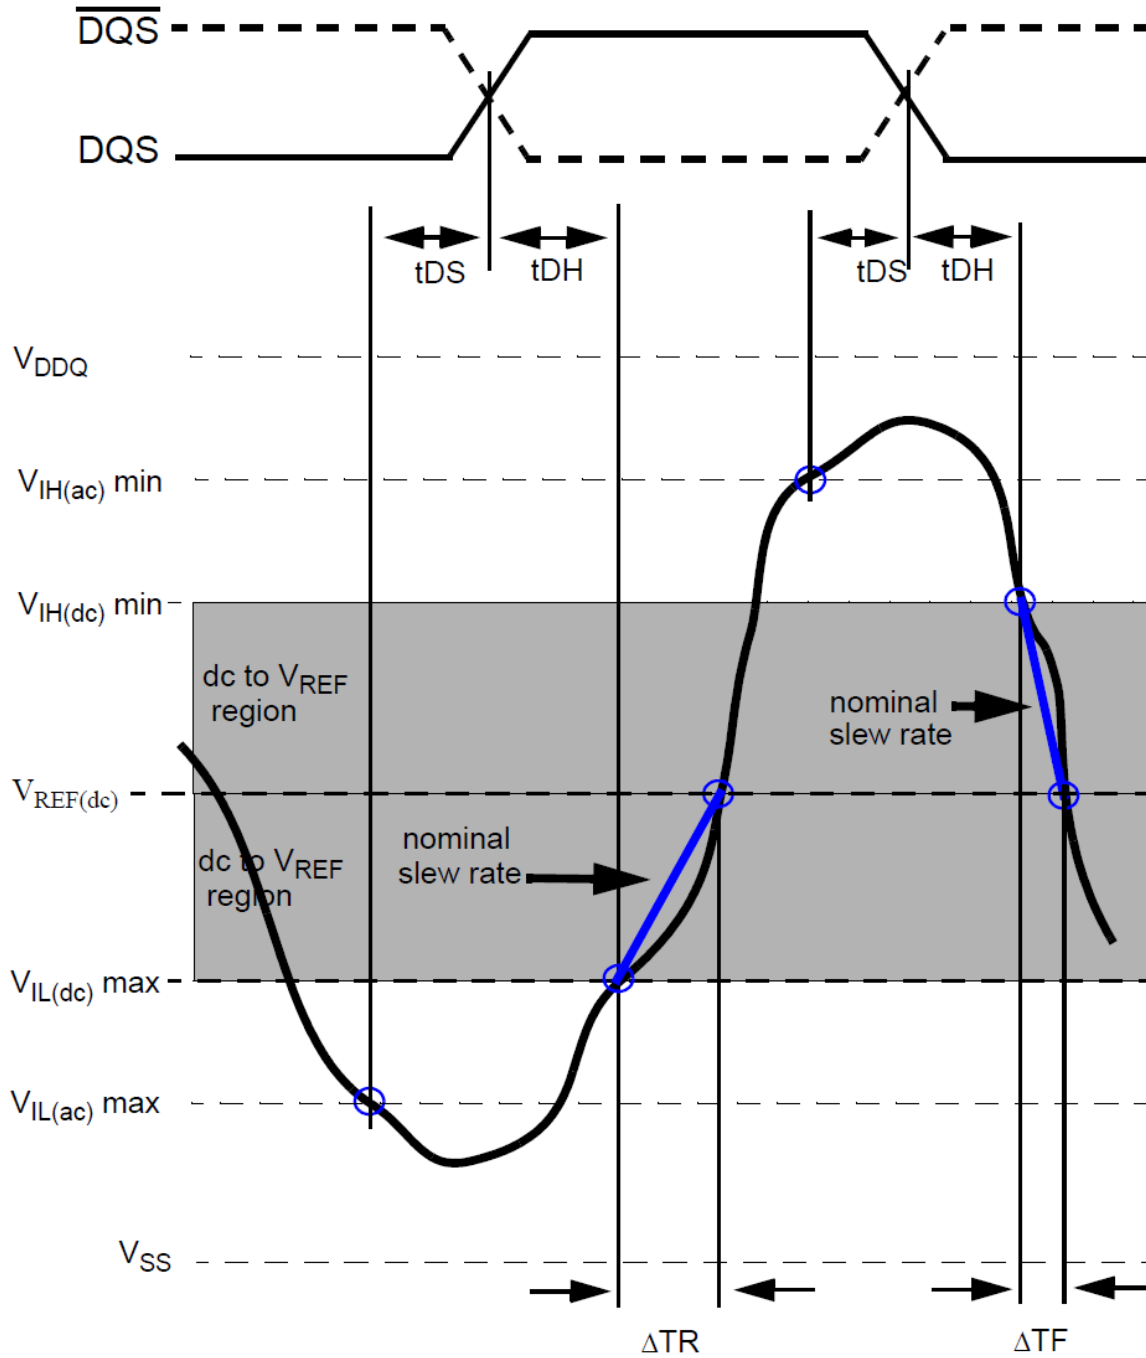 DQS
DQS
tDS tDH tDS tDH
VDDQ
VIH(ac) min
VIH(dc) min
dc to VREF
region
nominal
slew rate
VREF(dc)
nominal
slew rate
dc to VREF
region
VIL(dc) max
VIL(ac) max
VSS
ΔTR ΔTF